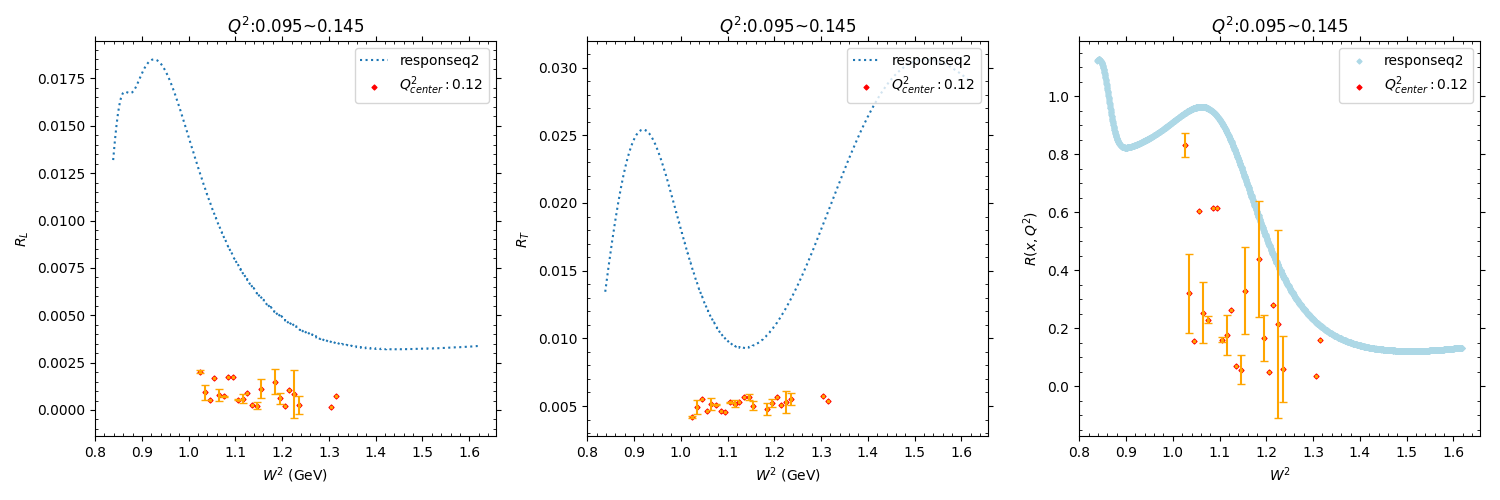 Q²:0.095~0.145
responseq2
Q²center : 0.12
0.0175
0.0150
0.0125
0.0100
0.0075
0.0050
0.0025
0.0000
R_L
0.8 0.9 1.0 1.1 1.2 1.3 1.4 1.5 1.6
W² (GeV)
Q²:0.095~0.145
responseq2
Q²center : 0.12
0.030
0.025
0.020
0.015
0.010
0.005
R_T
0.8 0.9 1.0 1.1 1.2 1.3 1.4 1.5 1.6
W² (GeV)
Q²:0.095~0.145
responseq2
Q²center : 0.12
1.0
0.8
0.6
0.4
0.2
0.0
R(x, Q²)
0.8 0.9 1.0 1.1 1.2 1.3 1.4 1.5 1.6
W²